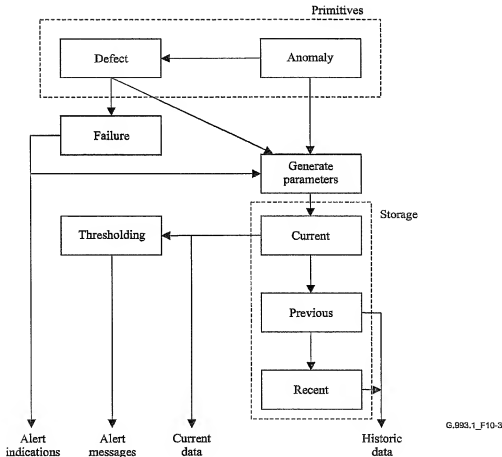 Primitives
Defect
Anomaly
Failure
Generate
parameters
Storage
Thresholding
Current
Previous
Recent
G.993.1_F10-3
Alert
indications
Alert
messages
Current
data
Historic
data